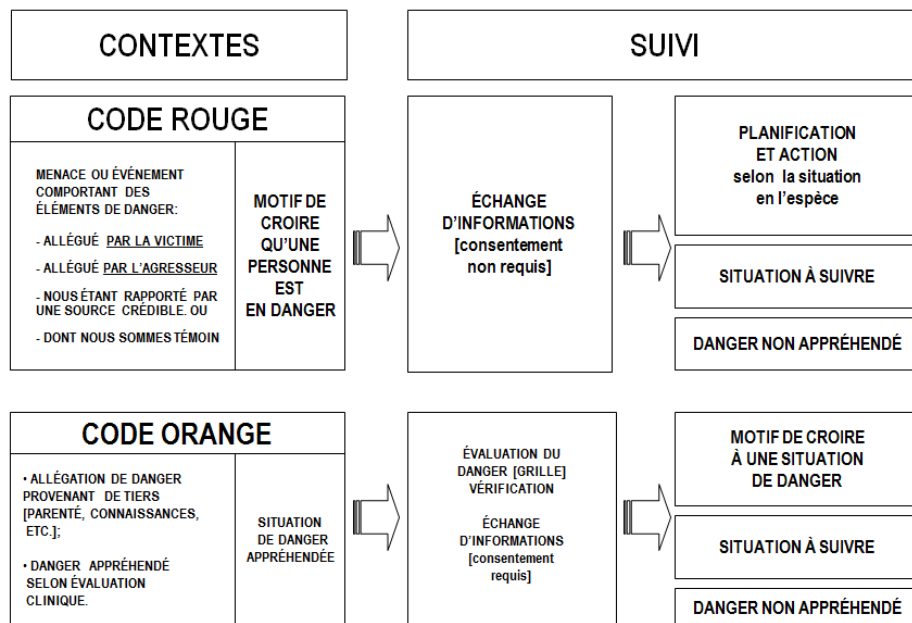 CONTEXTES
SUIVI
CODE ROUGE
MENACE OU ÉVÉNEMENT
COMPORTANT DES
ÉLÉMENTS DE DANGER:
- ALLÉGUÉ PAR LA VICTIME
- ALLÉGUÉ PAR L'AGRESSEUR
- NOUS ÉTANT RAPPORTÉ PAR
UNE SOURCE CRÉDIBLE. OU
- DONT NOUS SOMMES TÉMOIN
MOTIF DE
CROIRE
QU'UNE
PERSONNE
EST
EN DANGER
ÉCHANGE
D'INFORMATIONS
[consentement
non requis]
PLANIFICATION
ET ACTION
selon la situation
en l'espèce
SITUATION À SUIVRE
DANGER NON APPRÉHENDÉ
CODE ORANGE
• ALLÉGATION DE DANGER
PROVENANT DE TIERS
[PARENTÉ, CONNAISSANCES,
ETC.];
• DANGER APPRÉHENDÉ
SELON ÉVALUATION
CLINIQUE.
SITUATION
DE DANGER
APPRÉHENDÉE
ÉVALUATION DU
DANGER [GRILLE]
VÉRIFICATION
ÉCHANGE
D'INFORMATIONS
[consentement
requis]
MOTIF DE CROIRE
À UNE SITUATION
DE DANGER
SITUATION À SUIVRE
DANGER NON APPRÉHENDÉ